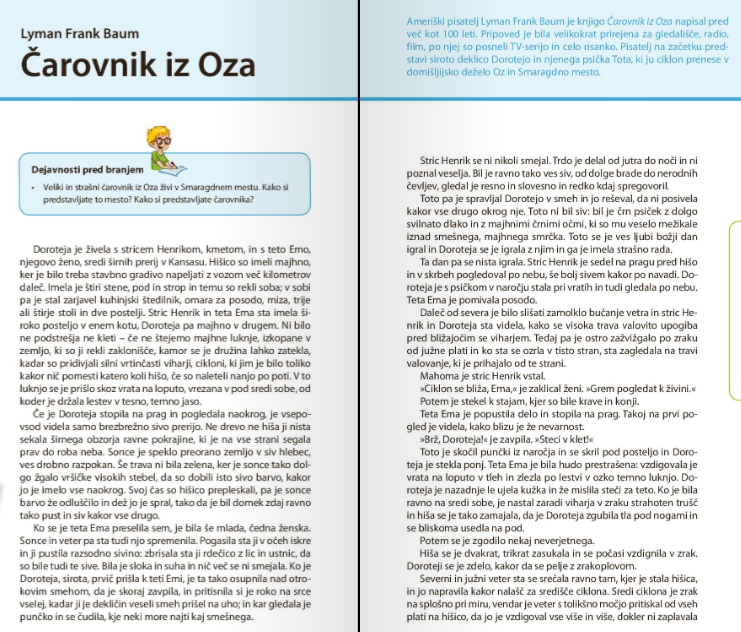 Lyman Frank Baum
Čarovnik iz Oza
Dejavnosti pred branjem
• Veliki in strašni čarovnik iz Oza živi v Smaragdnem mestu. Kako si
predstavljate to mesto? Kako si predstavljate čarovnika?
Doroteja je živela s stricem Henrikom, kmetom, in s teto Emo,
njegovo ženo, sredi širnih prerij v Kansasu. Hišico so imeli majhno,
ker je bilo treba stavbno gradivo napeljati z vozom več kilometrov
daleč. Imela je štiri stene, pod in strop in temu so rekli soba; v sobi
pa je stal zarjavel kuhinjski štedilnik, omara za posodo, miza, trije
ali štirje stoli in dve postelji. Stric Henrik in teta Ema sta imela ši-
roko posteljo v enem kotu, Doroteja pa majhno v drugem. Ni bilo
ne podstrešja ne kleti – če ne štejemo majhne luknje, izkopane v
zemljo, ki so ji rekli zaklonišče, kamor se je družina lahko zatekla,
kadar so pridivjali silni vrtinčasti viharji, cikloni, ki jim je bilo toliko
kakor nič pomesti katero koli hišo, če so naleteli nanjo po poti. V to
luknjo se je prišlo skoz vrata na loputo, vrezana v pod sredi sobe, od
koder je držala lestev v tesno, temno jaso.
Če je Doroteja stopila na prag in pogledala naokrog, je vsepo-
vsod videla samo brezbrežno sivo prerijo. Ne drevo ne hiša ji nista
sekala širnega obzorja ravne pokrajine, ki je na vse strani segala
prav do roba neba. Sonce je speklo preorano zemljo v siv hlebec,
ves drobno razpokan. Še trava ni bila zelena, ker je sonce tako dol-
go žgalo vršičke visokih stebel, da so dobili isto sivo barvo, kakor
jo je imelo vse naokrog. Svoj čas so hišico prepleskali, pa je sonce
barvo že odluščilo in dež jo je spral, tako da je bil domek zdaj ravno
tako pust in siv kakor vse drugo.
Ko se je teta Ema preselila sem, je bila še mlada, čedna ženska.
Sonce in veter pa sta tudi njo spremenila. Pogasila sta ji v očeh iskre
in ji pustila razsodno sivino: zbrisala sta ji rdečico z lic in ustnic, da
so bile tudi te sive. Bila je sloka in suha in nič več se ni smejala. Ko je
Doroteja, sirota, prvič prišla k teti Emi, je ta tako osupnila nad otro-
kovim smehom, da je skoraj zavpila, in pritisnila si je roko na srce
vselej, kadar ji je dekličin veseli smeh prišel na uho; in kar gledala je
punčko in se čudila, kje neki more najti kaj smešnega.
Ameriški pisatelj Lyman Frank Baum je knjigo Čarovnik iz Oza napisal pred
več kot 100 leti. Pripoved je bila velikokrat prirejena za gledališče, radio,
film, po njej so posneli TV-serijo in celo risanko. Pisatelj na začetku pred-
stavi siroto deklico Dorotejo in njenega psička Tota, ki ju ciklon prenese v
domišljijsko deželo Oz in Smaragdno mesto.
Stric Henrik se ni nikoli smejal. Trdo je delal od jutra do noči in ni
poznal veselja. Bil je ravno tako ves siv, od dolge brade do nerodnih
čevljev, gledal je resno in slovesno in redko kdaj spregovoril.
Toto pa je spravljal Dorotejo v smeh in jo reševal, da ni posivela
kakor vse drugo okrog nje. Toto ni bil siv: bil je črn psiček z dolgo
svilnato dlako in z majhnimi črnimi očmi, ki so mu veselo mežikale
iznad smešnega, majhnega smrčka. Toto se je ves ljubi božji dan
igral in Doroteja se je igrala z njim in ga je imela strašno rada.
Ta dan pa se nista igrala. Stric Henrik je sedel na pragu pred hišo
in v skrbeh pogledoval po nebu, še bolj sivem kakor po navadi. Do-
roteja je s psičkom v naročju stala pri vratih in tudi gledala po nebu.
Teta Ema je pomivala posodo.
Daleč od severa je bilo slišati zamolklo bučanje vetra in stric He-
nrik in Doroteja sta videla, kako se visoka trava valovito upogiba
pred bližajočim se viharjem. Tedaj pa je ostro zažvižgalo po zraku
od južne plati in ko sta se ozrla v tisto stran, sta zagledala na travi
valovanje, ki je prihajalo od te strani.
Mahoma je stric Henrik vstal.
»Ciklon se bliža, Ema,« je zaklical ženi. »Grem pogledat k živini.«
Potem je stekel k stajam, kjer so bile krave in konji.
Teta Ema je popustila delo in stopila na prag. Takoj na prvi po-
gled je videla, kako blizu je že nevarnost.
»Brž, Doroteja!« je zavpila. »Steci v klet!«
Toto je skočil punčki iz naročja in se skril pod posteljo in Doro-
teja je stekla ponj. Teta Ema je bila hudo prestrašena: vzdigovala je
vrata na loputo v tleh in zlezla po lestvi v ozko temno luknjo. Do-
roteja je nazadnje le ujela kužka in že mislila steči za teto. Ko je bila
ravno na sredi sobe, je nastal zaradi viharja v zraku strahoten trušč
in hiša se je tako zamajala, da je Doroteja zgubila tla pod nogami in
se bliskoma usedla na pod.
Potem se je zgodilo nekaj neverjetnega.
Hiša se je dvakrat, trikrat zasukala in se počasi vzdignila v zrak.
Doroteji se je zdelo, kakor da se pelje z zrakoplovom.
Severni in južni veter sta se srečala ravno tam, kjer je stala hišica,
in jo napravila kakor nalašč za središče ciklona. Sredi ciklona je zrak
na splošno pri miru, vendar je veter s tolikšno močjo pritiskal od vseh
plati na hišico, da jo je vzdigoval vse više in više, dokler ni zaplavala